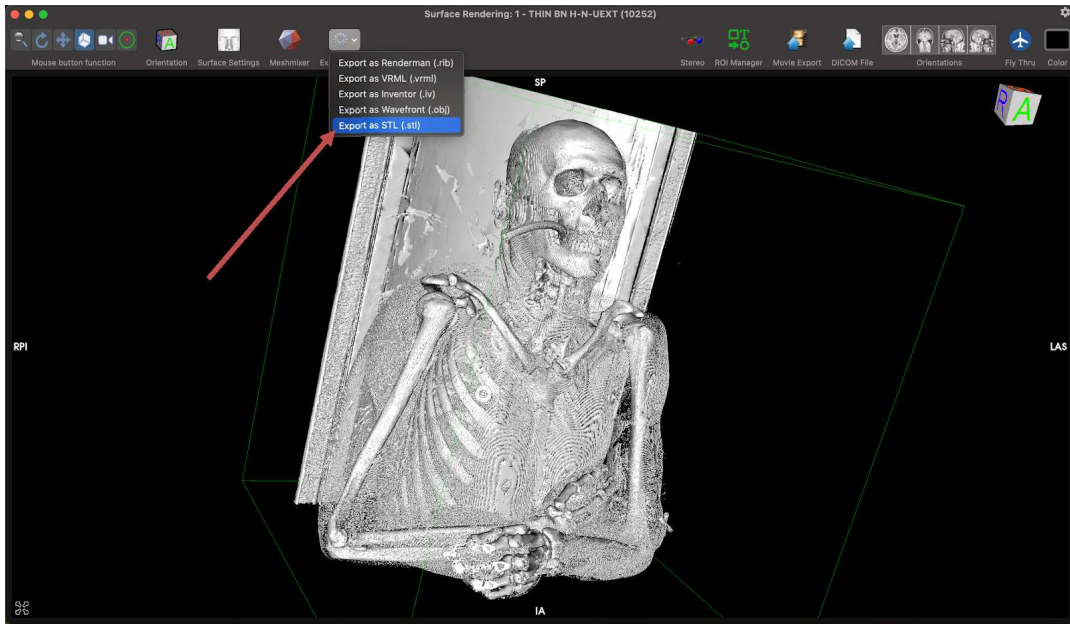 Surface Rendering: 1 - THIN BN H-N-UEXT (10252)
Mouse button function
Orientation
Surface Settings
Meshmixer
Stereo
ROI Manager
Movie Export
DICOM File
Orientations
Fly Thru
Color
Export as Renderman (.rib)
Export as VRML (.vrml)
Export as Inventor (.iv)
Export as Wavefront (.obj)
Export as STL (.stl)
SP
A
R A
RPI
LAS
IA